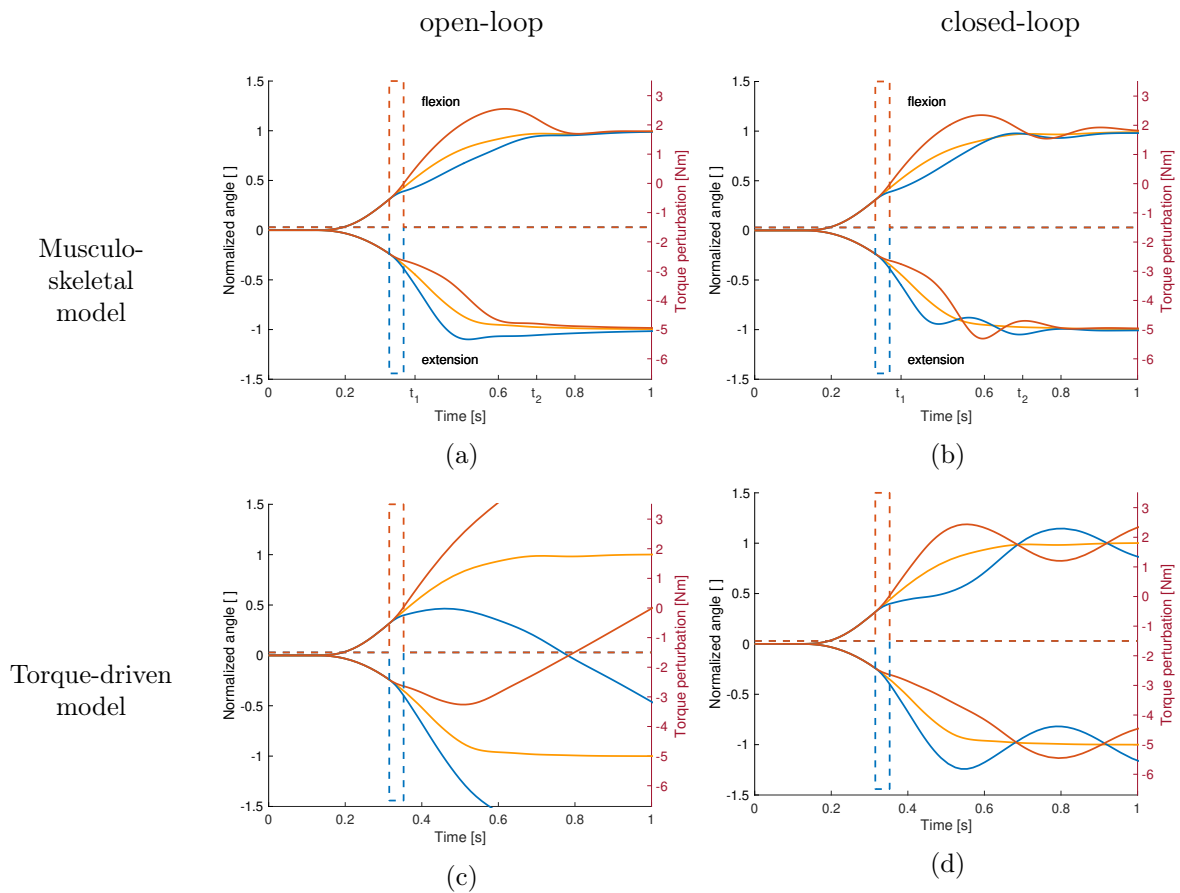 open-loop
closed-loop
Musculo-
skeletal
model
1.5
1
0.5
0
-0.5
-1
-1.5
Normalized angle [ ]
flexion
extension
3
2
1
0
-1
-2
-3
-4
-5
-6
Torque perturbation [Nm]
0 0.2 t1 0.6 t2 0.8 1
Time [s]
(a)
1.5
1
0.5
0
-0.5
-1
-1.5
Normalized angle [ ]
flexion
extension
3
2
1
0
-1
-2
-3
-4
-5
-6
Torque perturbation [Nm]
0 0.2 t1 0.6 t2 0.8 1
Time [s]
(b)
Torque-driven
model
1.5
1
0.5
0
-0.5
-1
-1.5
Normalized angle [ ]
3
2
1
0
-1
-2
-3
-4
-5
-6
Torque perturbation [Nm]
0 0.2 0.4 0.6 0.8 1
Time [s]
(c)
1.5
1
0.5
0
-0.5
-1
-1.5
Normalized angle [ ]
3
2
1
0
-1
-2
-3
-4
-5
-6
Torque perturbation [Nm]
0 0.2 0.4 0.6 0.8 1
Time [s]
(d)